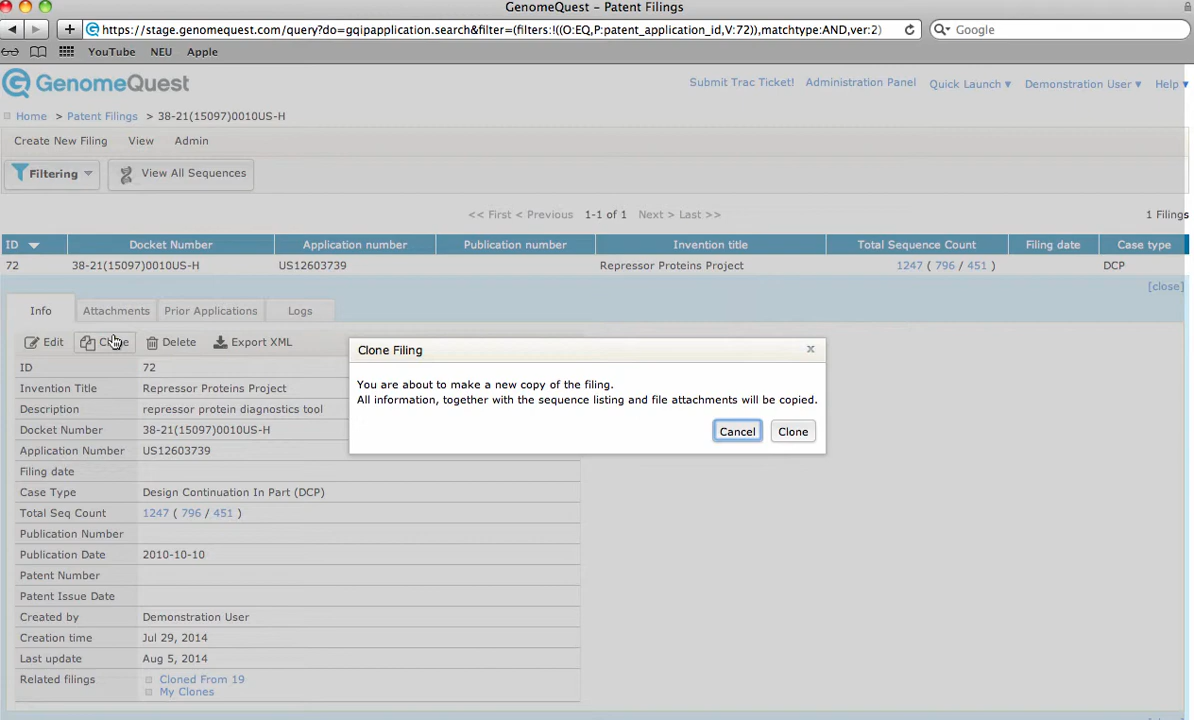 GenomeQuest - Patent Filings
https://stage.genomequest.com/query?do=gqipapplication.search&filter=(filters:!((O:EQ,P:patent_application_id,V:72)),matchtype:AND,ver:2)
Google
YouTube NEU Apple
GenomeQuest
Submit Trac Ticket! Administration Panel Quick Launch ▼ Demonstration User ▼ Help ▼
Home > Patent Filings > 38-21(15097)0010US-H
Create New Filing View Admin
Filtering View All Sequences
<< First < Previous 1-1 of 1 Next > Last >> 1 Filings
ID Docket Number Application number Publication number Invention title Total Sequence Count Filing date Case type
72 38-21(15097)0010US-H US12603739 Repressor Proteins Project 1247 ( 796 / 451 ) DCP
[close]
Info Attachments Prior Applications Logs
Edit Clone Delete Export XML
ID 72
Invention Title Repressor Proteins Project
Description repressor protein diagnostics tool
Docket Number 38-21(15097)0010US-H
Application Number US12603739
Filing date
Case Type Design Continuation In Part (DCP)
Total Seq Count 1247 ( 796 / 451 )
Publication Number
Publication Date 2010-10-10
Patent Number
Patent Issue Date
Created by Demonstration User
Creation time Jul 29, 2014
Last update Aug 5, 2014
Related filings Cloned From 19
My Clones
Clone Filing x
You are about to make a new copy of the filing.
All information, together with the sequence listing and file attachments will be copied.
Cancel Clone